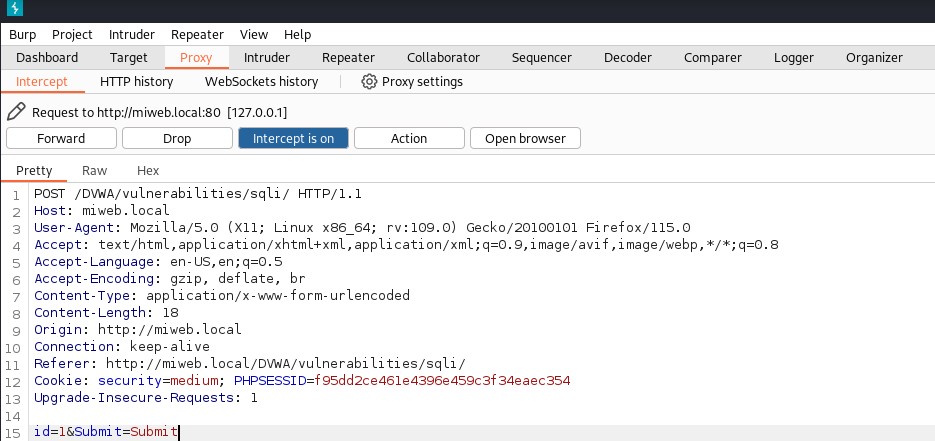 Burp Project Intruder Repeater View Help
Dashboard Target Proxy Intruder Repeater Collaborator Sequencer Decoder Comparer Logger Organizer
Intercept HTTP history WebSockets history Proxy settings
Request to http://miweb.local:80 [127.0.0.1]
Forward Drop Intercept is on Action Open browser
Pretty Raw Hex
1 POST /DVWA/vulnerabilities/sqli/ HTTP/1.1
2 Host: miweb.local
3 User-Agent: Mozilla/5.0 (X11; Linux x86_64; rv:109.0) Gecko/20100101 Firefox/115.0
4 Accept: text/html,application/xhtml+xml,application/xml;q=0.9,image/avif,image/webp,*/*;q=0.8
5 Accept-Language: en-US,en;q=0.5
6 Accept-Encoding: gzip, deflate, br
7 Content-Type: application/x-www-form-urlencoded
8 Content-Length: 18
9 Origin: http://miweb.local
10 Connection: keep-alive
11 Referer: http://miweb.local/DVWA/vulnerabilities/sqli/
12 Cookie: security=medium; PHPSESSID=f95dd2ce461e4396e459c3f34eaec354
13 Upgrade-Insecure-Requests: 1
14
15 id=1&Submit=Submit